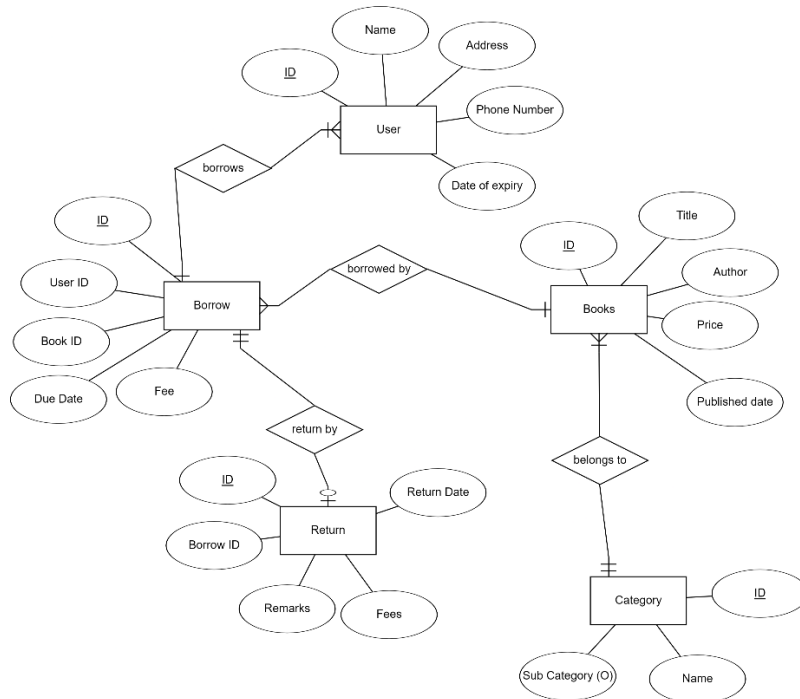 Name
Address
ID
Phone Number
User
borrows
Date of expiry
ID
Title
ID
borrowed by
Author
User ID
Borrow
Books
Price
Book ID
Due Date
Fee
Published date
return by
belongs to
ID
Return Date
Return
Borrow ID
Remarks
Fees
Category
ID
Sub Category (O)
Name